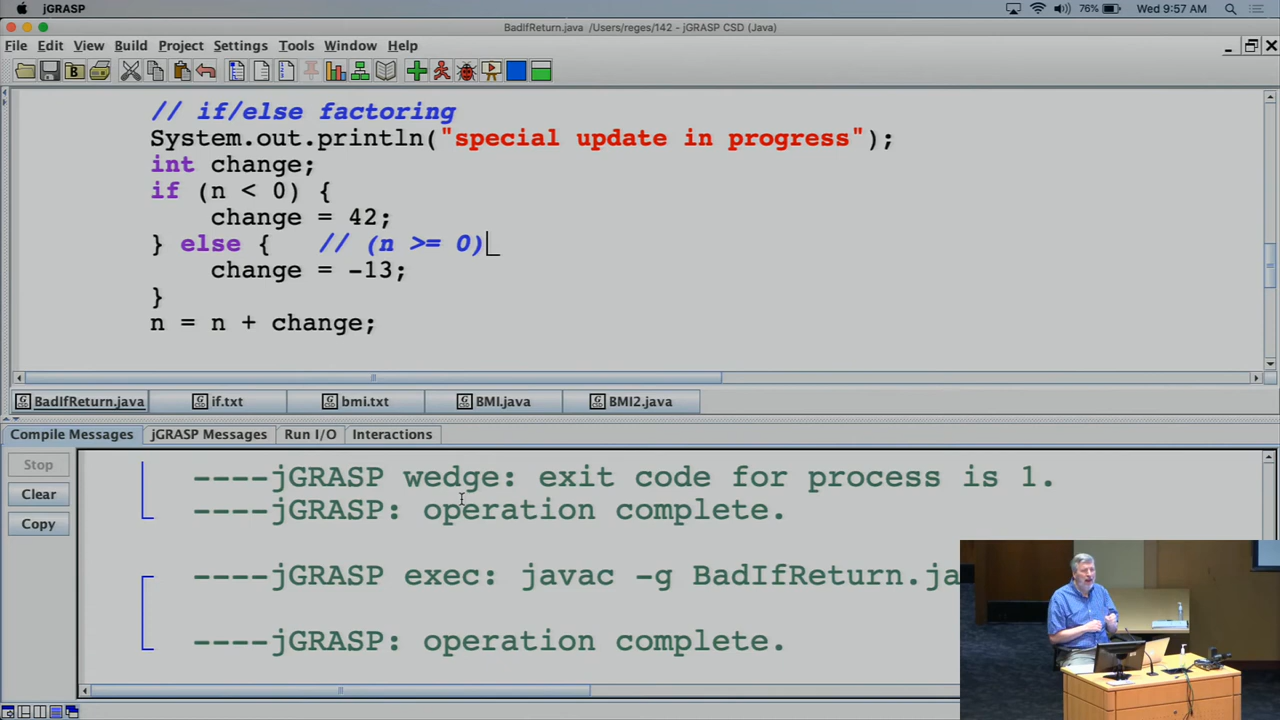 jGRASP
76%
Wed 9:57 AM
BadIfReturn.java /Users/reges/142 - jGRASP CSD (Java)
File Edit View Build Project Settings Tools Window Help
// if/else factoring
System.out.println("special update in progress");
int change;
if (n < 0) {
change = 42;
} else { // (n >= 0)
change = -13;
}
n = n + change;
BadIfReturn.java if.txt bmi.txt BMI.java BMI2.java
Compile Messages jGRASP Messages Run I/O Interactions
Stop
Clear
Copy
----jGRASP wedge: exit code for process is 1.
----jGRASP: operation complete.
----jGRASP exec: javac -g BadIfReturn.ja
----jGRASP: operation complete.